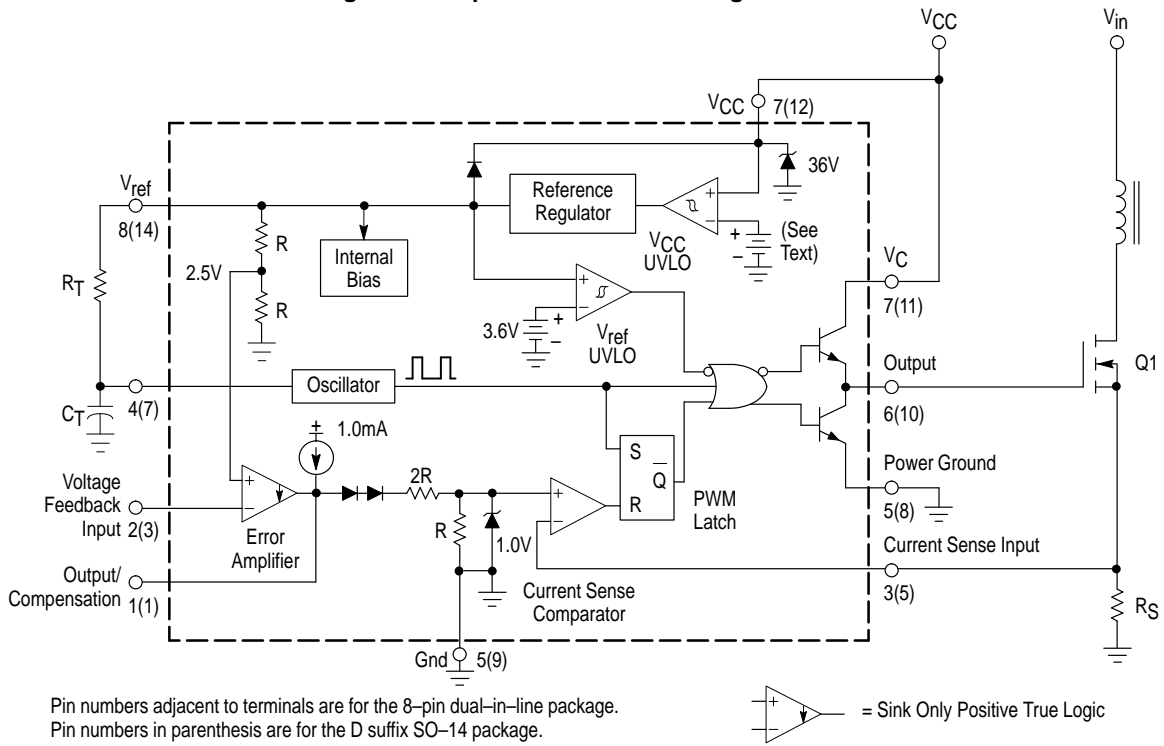 VCC
Vin
VCC 7(12)
36V
Vref
8(14)
Reference
Regulator
+
−
VCC
UVLO
+
−
(See
Text)
R
Internal
Bias
2.5V
R
RT
+
−
3.6V
+
−
Vref
UVLO
VC
7(11)
Q1
Output
6(10)
Oscillator
4(7)
CT
+
1.0mA
S
Q
R
PWM
Latch
Power Ground
5(8)
2R
R
1.0V
+
−
Voltage
Feedback
Input 2(3)
+
−
Error
Amplifier
Current Sense
Comparator
Current Sense Input
3(5)
RS
Output/
Compensation 1(1)
Gnd 5(9)
Pin numbers adjacent to terminals are for the 8–pin dual–in–line package.
Pin numbers in parenthesis are for the D suffix SO–14 package.
+
−
= Sink Only Positive True Logic